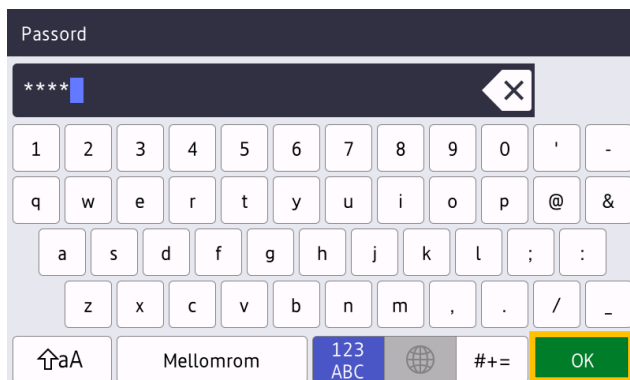 Passord
****
1 2 3 4 5 6 7 8 9 0 ' -
q w e r t y u i o p @ &
a s d f g h j k l ; :
z x c v b n m , . / _
aA Mellomrom 123 ABC #+= OK